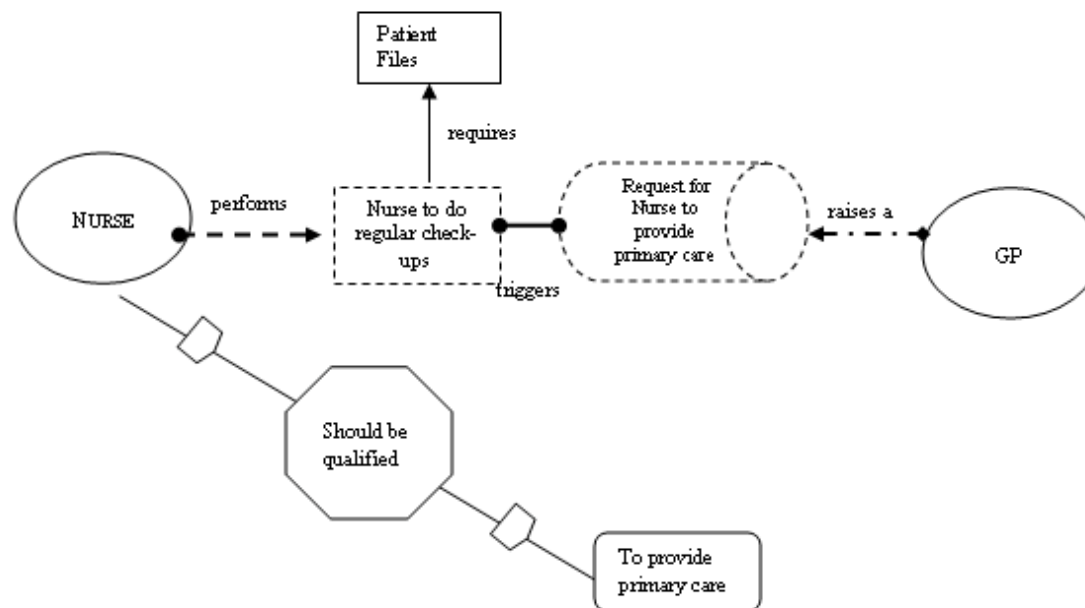 Patient
Files
requires
NURSE
performs
Nurse to do
regular check-
ups
triggers
Request for
Nurse to
provide
primary care
raises a
GP
Should be
qualified
To provide
primary care